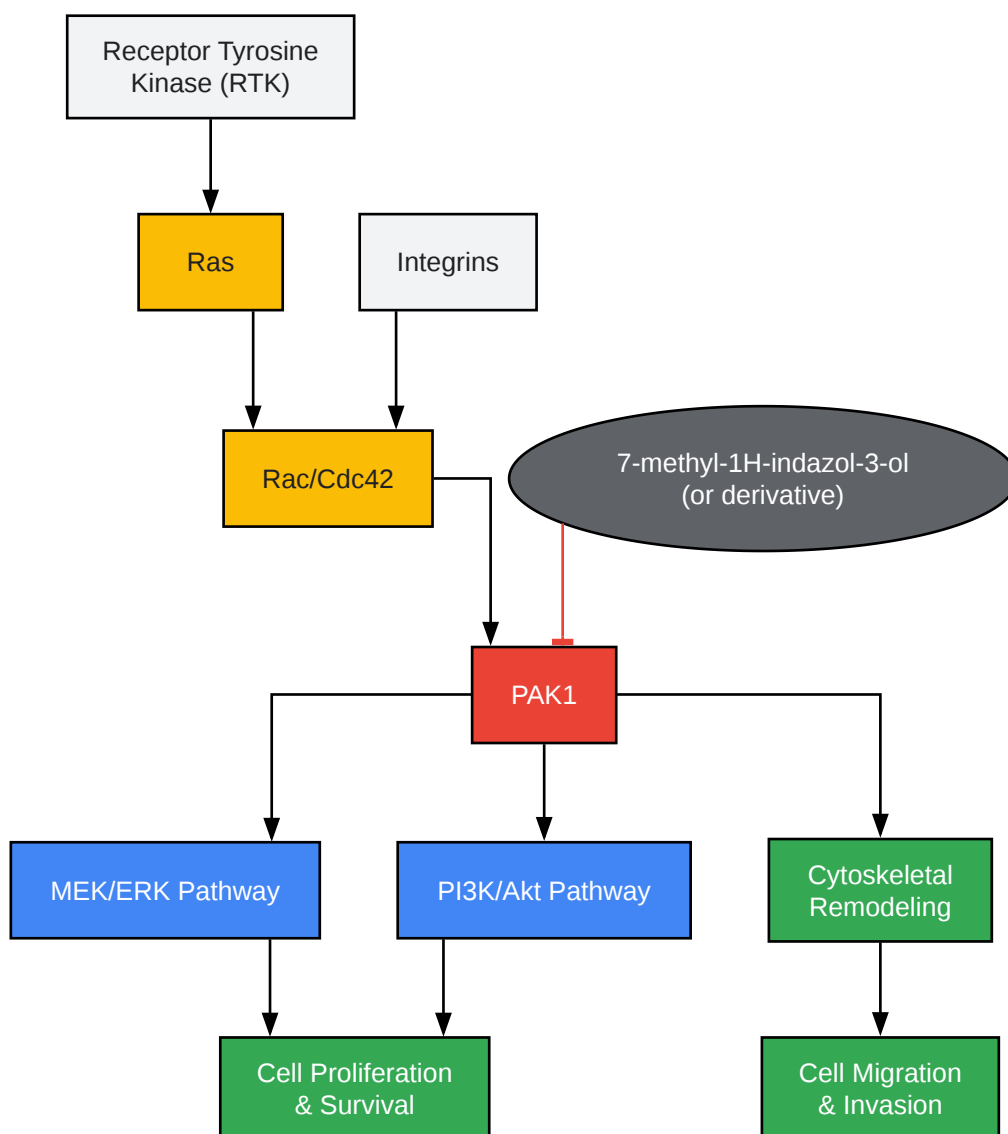 Receptor Tyrosine
Kinase (RTK)
Ras
Integrins
Rac/Cdc42
7-methyl-1H-indazol-3-ol
(or derivative)
PAK1
MEK/ERK Pathway
PI3K/Akt Pathway
Cytoskeletal
Remodeling
Cell Proliferation
& Survival
Cell Migration
& Invasion